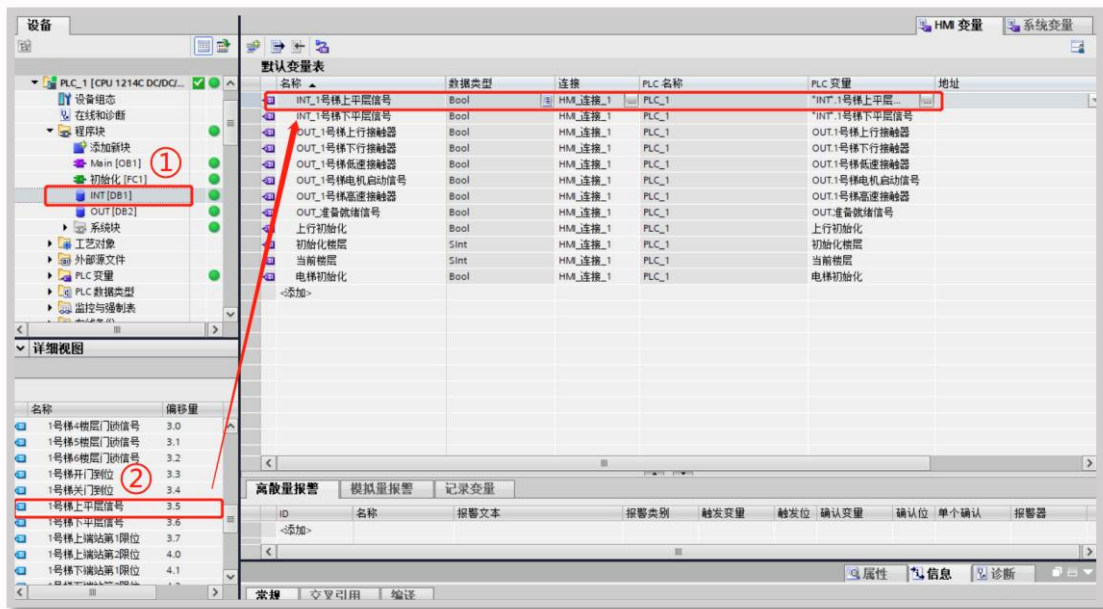 设备
HMI 变量
系统变量
默认变量表
名称 数据类型 连接 PLC 名称 PLC 变量 地址
INT_1号梯上平层信号 Bool HMI_连接_1 PLC_1 "INT".1号梯上平层...
INT_1号梯下平层信号 Bool HMI_连接_1 PLC_1 "INT".1号梯下平层信号
OUT_1号梯上行接触器 Bool HMI_连接_1 PLC_1 OUT.1号梯上行接触器
OUT_1号梯下行接触器 Bool HMI_连接_1 PLC_1 OUT.1号梯下行接触器
OUT_1号梯低速接触器 Bool HMI_连接_1 PLC_1 OUT.1号梯低速接触器
OUT_1号梯电机启动信号 Bool HMI_连接_1 PLC_1 OUT.1号梯电机启动信号
OUT_1号梯高速接触器 Bool HMI_连接_1 PLC_1 OUT.1号梯高速接触器
OUT_准备就绪信号 Bool HMI_连接_1 PLC_1 OUT.准备就绪信号
上行初始化 Bool HMI_连接_1 PLC_1 上行初始化
初始化楼层 SInt HMI_连接_1 PLC_1 初始化楼层
当前楼层 SInt HMI_连接_1 PLC_1 当前楼层
电梯初始化 Bool HMI_连接_1 PLC_1 电梯初始化
<添加>
PLC_1 [CPU 1214C DC/DC/...
设备组态
在线和诊断
程序块
添加新块
Main [OB1]
①
初始化 [FC1]
INT [DB1]
OUT [DB2]
系统块
工艺对象
外部源文件
PLC 变量
PLC 数据类型
监控与强制表
详细视图
名称 偏移量
1号梯4楼层门锁信号 3.0
1号梯5楼层门锁信号 3.1
1号梯6楼层门锁信号 3.2
1号梯开门到位 3.3
②
1号梯关门到位 3.4
1号梯上平层信号 3.5
1号梯下平层信号 3.6
1号梯上端站第1限位 3.7
1号梯上端站第2限位 4.0
1号梯下端站第1限位 4.1
离散量报警 模拟量报警 记录变量
ID 名称 报警文本 报警类别 触发变量 触发位 确认变量 确认位 单个确认 报警器
<添加>
属性 信息 诊断
常规 交叉引用 编译